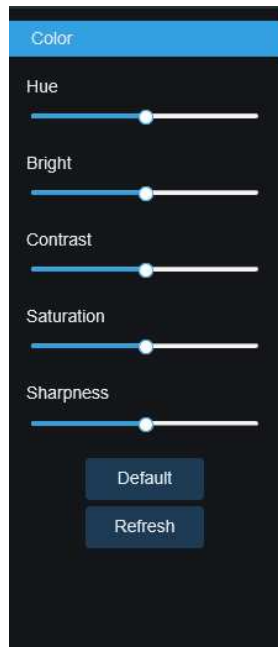 Color
Hue
Bright
Contrast
Saturation
Sharpness
Default
Refresh